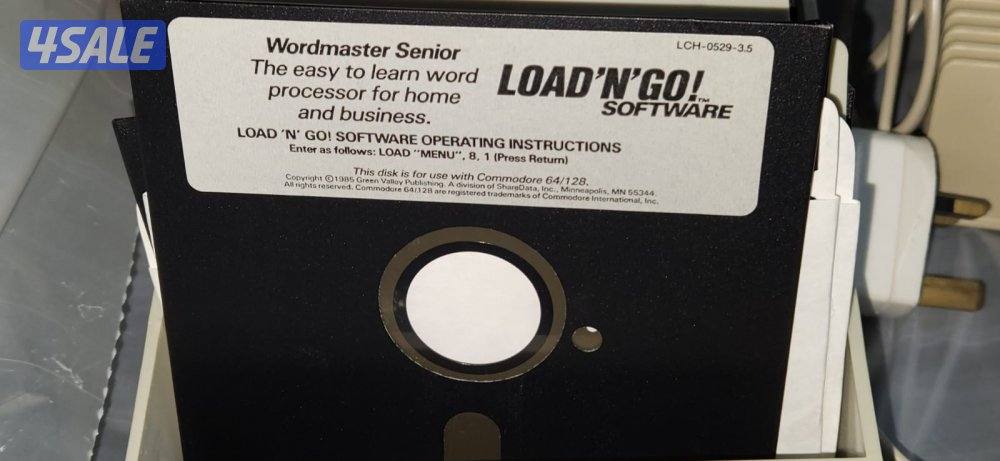 4SALE
Wordmaster Senior
The easy to learn word
processor for home
and business.
LCH-0529-3.5
LOAD'N'GO!™
SOFTWARE
LOAD 'N' GO! SOFTWARE OPERATING INSTRUCTIONS
Enter as follows: LOAD "MENU", 8, 1 (Press Return)
This disk is for use with Commodore 64/128.
Copyright ©1985 Green Valley Publishing. A division of ShareData, Inc., Minneapolis, MN 55344.
All rights reserved. Commodore 64/128 are registered trademarks of Commodore International, Inc.